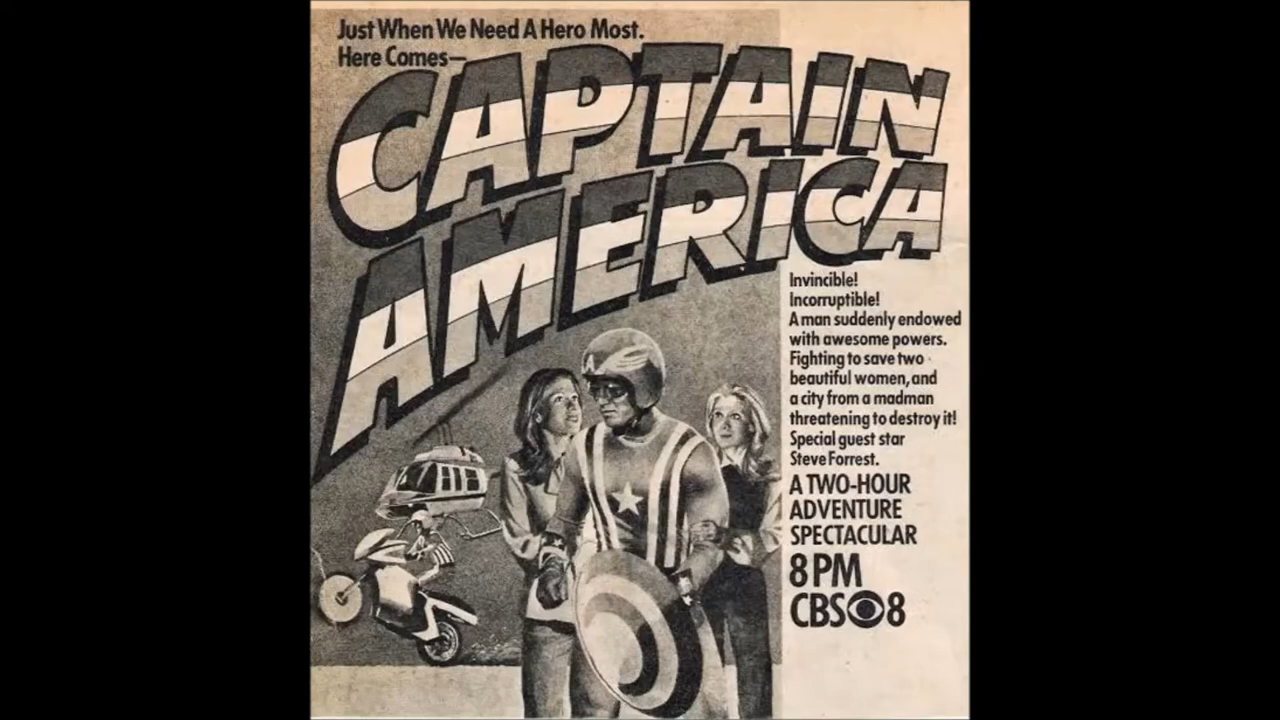 Just When We Need A Hero Most.
Here Comes—
CAPTAIN
AMERICA
Invincible!
Incorruptible!
A man suddenly endowed
with awesome powers.
Fighting to save two
beautiful women, and
a city from a madman
threatening to destroy it!
Special guest star
Steve Forrest.
A TWO-HOUR
ADVENTURE
SPECTACULAR
8PM
CBS 8
A